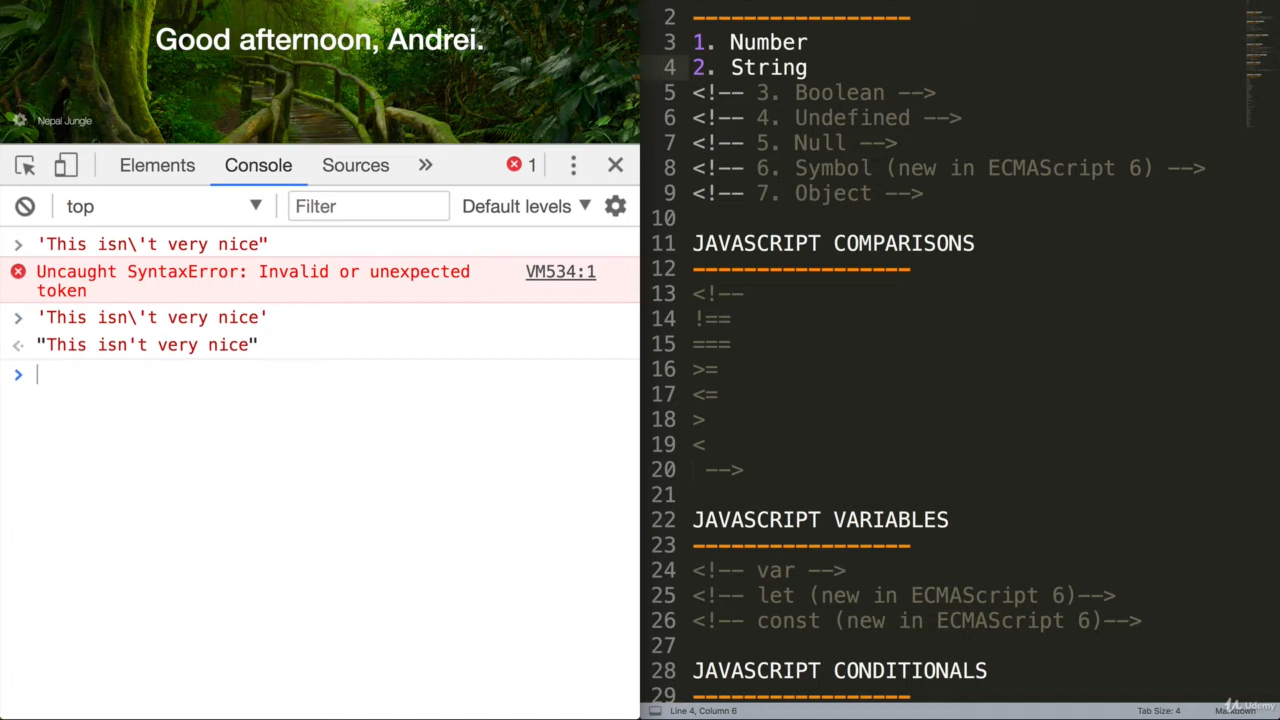 Good afternoon, Andrei.
Nepal Jungle
Elements Console Sources » 1
top Filter Default levels
'This isn\'t very nice"
Uncaught SyntaxError: Invalid or unexpected token VM534:1
'This isn\'t very nice'
"This isn't very nice"
2 -----------------
3 1. Number
4 2. String
5 <!-- 3. Boolean -->
6 <!-- 4. Undefined -->
7 <!-- 5. Null -->
8 <!-- 6. Symbol (new in ECMAScript 6) -->
9 <!-- 7. Object -->
10
11 JAVASCRIPT COMPARISONS
12 -----------------
13 <!--
14 !==
15 ===
16 >=
17 <=
18 >
19 <
20 -->
21
22 JAVASCRIPT VARIABLES
23 -----------------
24 <!-- var -->
25 <!-- let (new in ECMAScript 6)-->
26 <!-- const (new in ECMAScript 6)-->
27
28 JAVASCRIPT CONDITIONALS
29 -----------------
Line 4, Column 6 Tab Size: 4 Markdown
Udemy